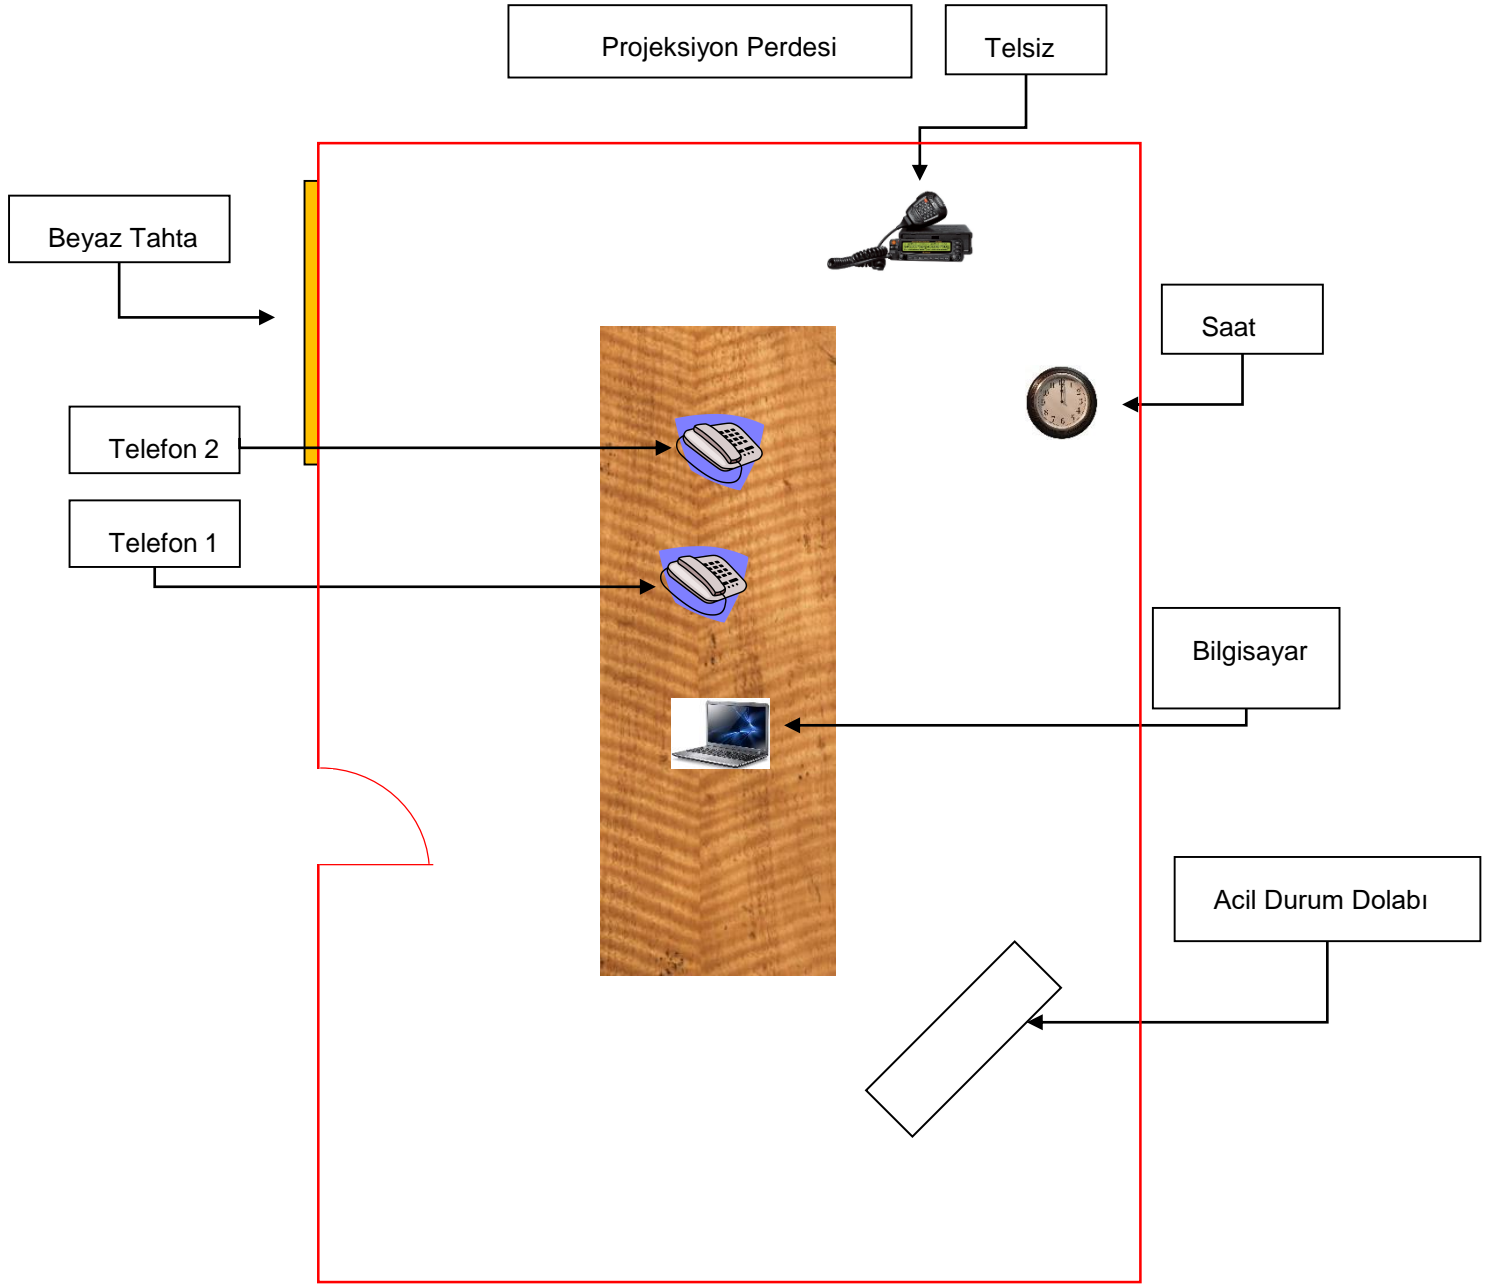 Projeksiyon Perdesi
Telsiz
Beyaz Tahta
Saat
Telefon 2
Telefon 1
Bilgisayar
Acil Durum Dolabı